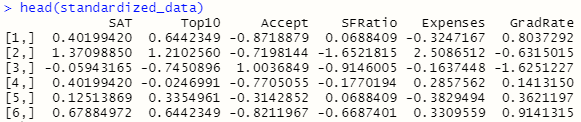 > head(standardized_data)
SAT Top10 Accept SFRatio Expenses GradRate
[1,] 0.40199420 0.6442349 -0.8718879 0.0688409 -0.3247167 0.8037292
[2,] 1.37098850 1.2102560 -0.7198144 -1.6521815 2.5086512 -0.6315015
[3,] -0.05943165 -0.7450896 1.0036849 -0.9146005 -0.1637448 -1.6251227
[4,] 0.40199420 -0.0246991 -0.7705055 -0.1770194 0.2857562 0.1413150
[5,] 0.12513869 0.3354961 -0.3142852 0.0688409 -0.3829494 0.3621197
[6,] 0.67884972 0.6442349 -0.8211967 -0.6687401 0.3309559 0.9141315